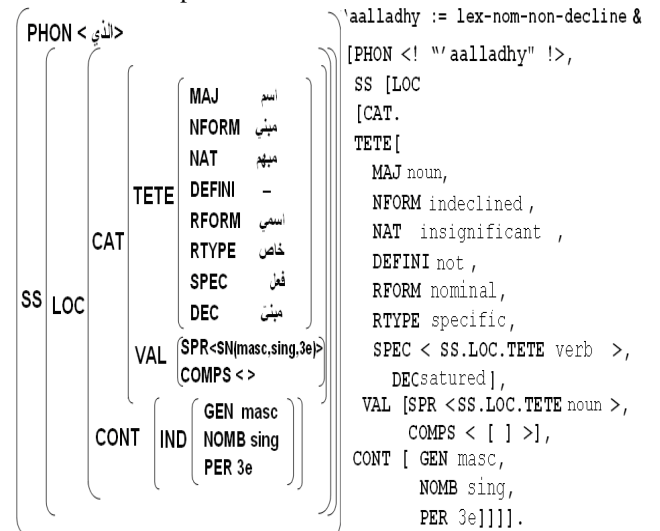 PHON < الذي>
MAJ اسم
NFORM مبني
NAT مبهم
TETE DEFINI –
RFORM اسمي
CAT RTYPE خاص
SPEC فعل
DEC مبنيّ
SS LOC
VAL SPR<SN(masc,sing,3e)>
COMPS < >
GEN masc
CONT IND NOMB sing
PER 3e
'aalladhy := lex-nom-non-decline &
[PHON <! "'aalladhy" !>,
SS [LOC
[CAT.
TETE[
MAJ noun,
NFORM indeclined ,
NAT insignificant ,
DEFINI not ,
RFORM nominal,
RTYPE specific,
SPEC < SS.LOC.TETE verb >,
DECsatured],
VAL [SPR <SS.LOC.TETE noun >,
COMPS < [ ] >],
CONT [ GEN masc,
NOMB sing,
PER 3e]]]].